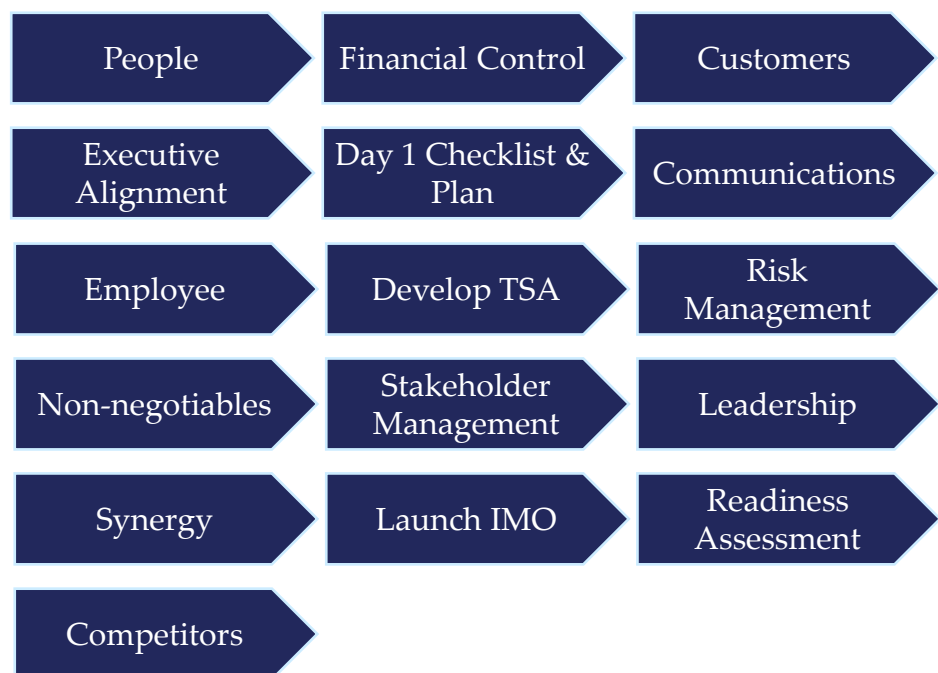 People
Financial Control
Customers
Executive
Alignment
Day 1 Checklist &
Plan
Communications
Employee
Develop TSA
Risk
Management
Non-negotiables
Stakeholder
Management
Leadership
Synergy
Launch IMO
Readiness
Assessment
Competitors